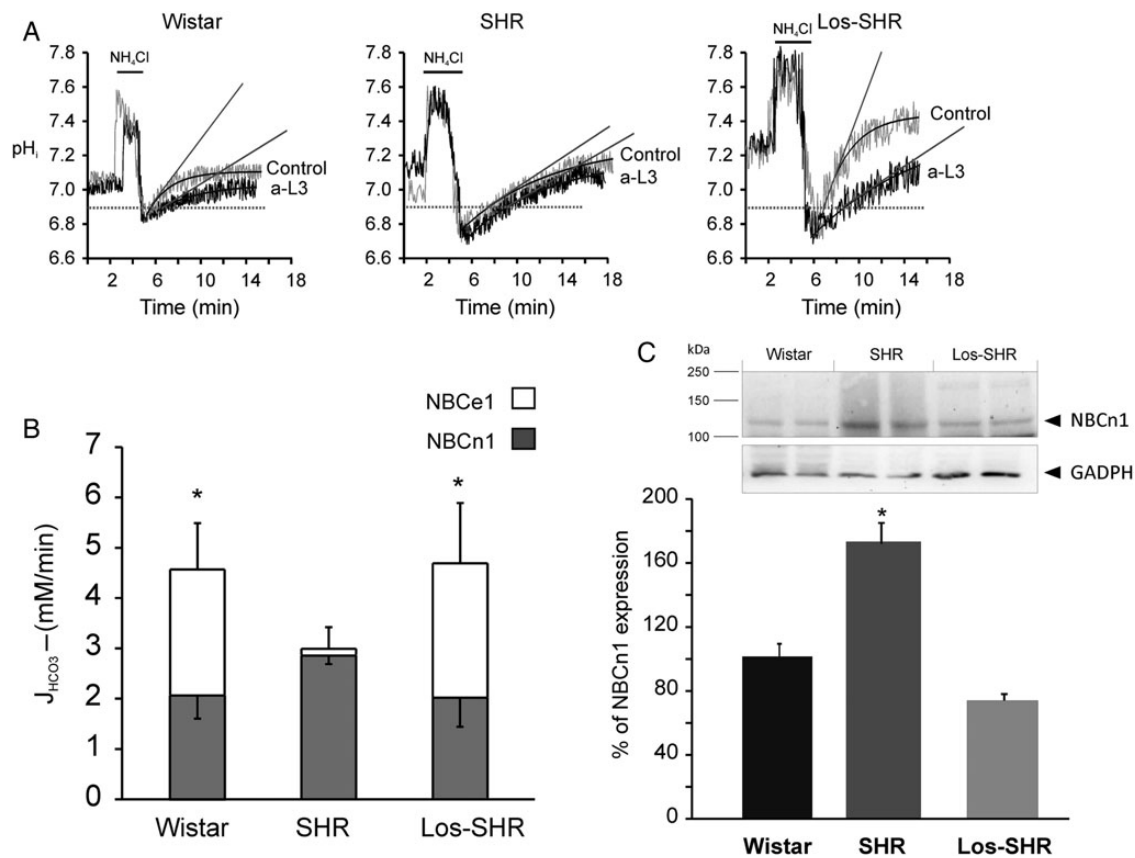 A
Wistar
SHR
Los-SHR
NH₄Cl
NH₄Cl
NH₄Cl
7.8
7.4
7.2
7.0
6.8
6.6
pHᵢ
Control
a-L3
2 6 10 14 18
Time (min)
7.8
7.6
7.4
7.2
7.0
6.8
6.6
Control
a-L3
2 6 10 14 18
Time (min)
7.8
7.6
7.4
7.2
7.0
6.8
6.6
Control
a-L3
2 6 10 14 18
Time (min)
B
NBCe1
NBCn1
7
6
5
4
3
2
1
0
J_HCO3 – (mM/min)
*
*
Wistar
SHR
Los-SHR
C
kDa
Wistar
SHR
Los-SHR
250
150
100
NBCn1
GADPH
200
160
120
80
40
0
% of NBCn1 expression
*
Wistar
SHR
Los-SHR